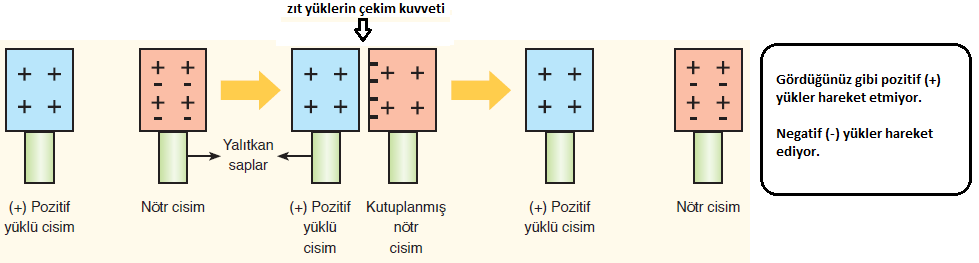 zıt yüklerin çekim kuvveti
+ +
+ +
+ +
- -
+ +
- -
+ +
+ +
- + +
-
-
- + +
-
+ +
+ +
+ +
- -
+ +
- -
Yalıtkan
saplar
(+) Pozitif
yüklü cisim
Nötr cisim
(+) Pozitif
yüklü
cisim
Kutuplanmış
nötr
cisim
(+) Pozitif
yüklü cisim
Nötr cisim
Gördüğünüz gibi pozitif (+)
yükler hareket etmiyor.
Negatif (-) yükler hareket
ediyor.